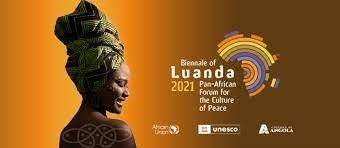 Biennale of
Luanda
2021 Pan-African
Forum for
the Culture
of Peace
African
Union
unesco
ANGOLA